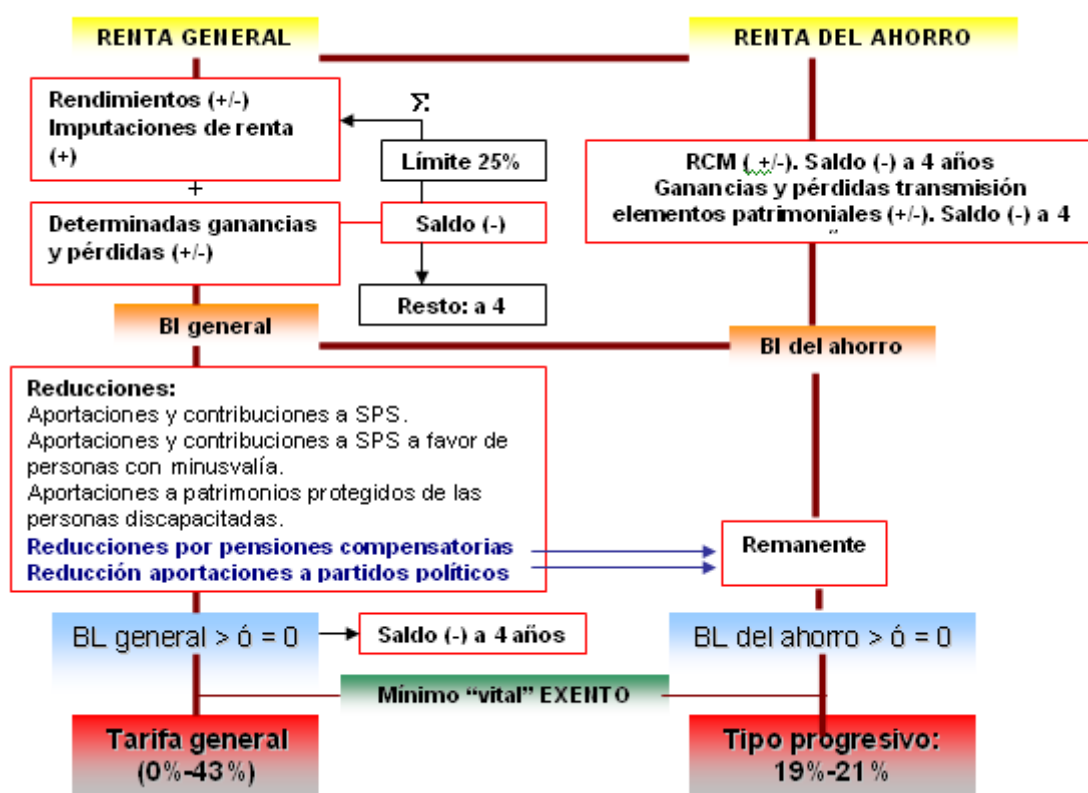 RENTA GENERAL
RENTA DEL AHORRO
Rendimientos (+/-)
Imputaciones de renta
(+)
Σ
Límite 25%
+
Determinadas ganancias
y pérdidas (+/-)
Saldo (-)
Resto: a 4
RCM ( +/-). Saldo (-) a 4 años
Ganancias y pérdidas transmisión
elementos patrimoniales (+/-). Saldo (-) a 4
BI general
BI del ahorro
Reducciones:
Aportaciones y contribuciones a SPS.
Aportaciones y contribuciones a SPS a favor de
personas con minusvalía.
Aportaciones a patrimonios protegidos de las
personas discapacitadas.
Reducciones por pensiones compensatorias
Reducción aportaciones a partidos políticos
Remanente
BL general > ó = 0
Saldo (-) a 4 años
BL del ahorro > ó = 0
Mínimo “vital” EXENTO
Tarifa general
(0%-43%)
Tipo progresivo:
19%-21%